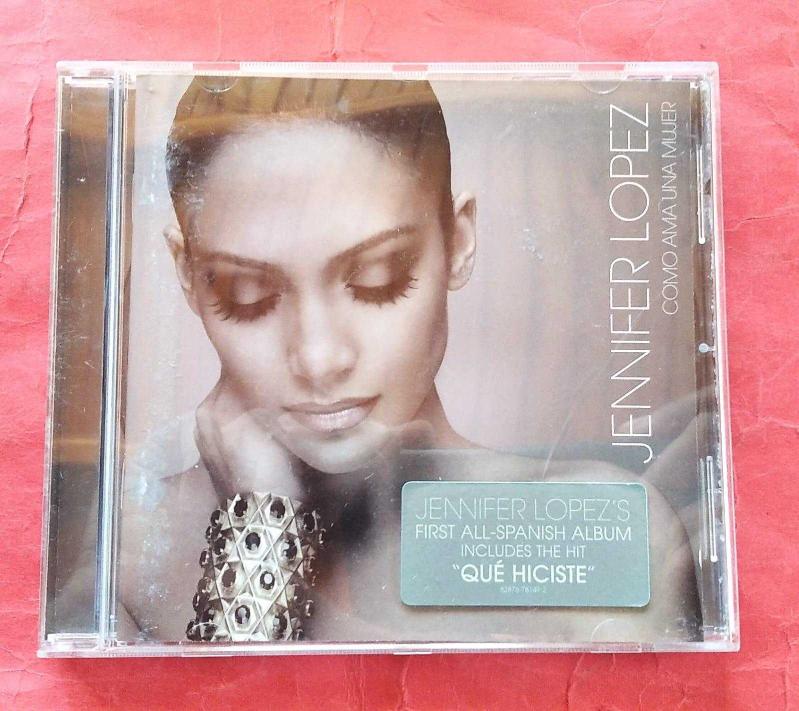 JENNIFER LOPEZ
COMO AMA UNA MUJER
JENNIFER LOPEZ'S
FIRST ALL-SPANISH ALBUM
INCLUDES THE HIT
"QUÉ HICISTE"